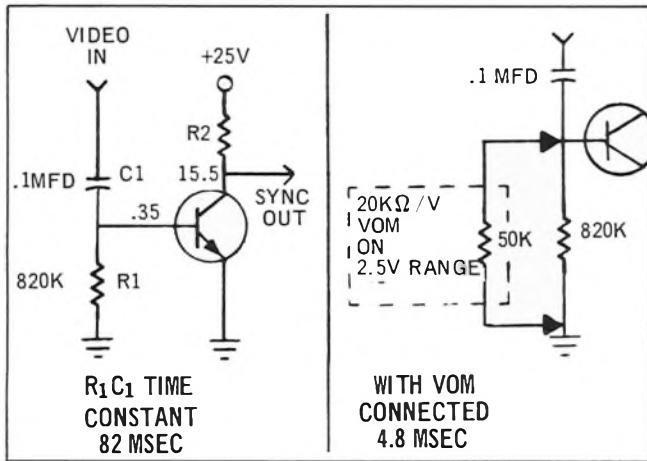 VIDEO
IN
+25V
R2
.1MFD
C1
15.5
SYNC
OUT
.35
820K
R1
R1C1 TIME
CONSTANT
82 MSEC
.1 MFD
20KΩ/V
VOM
ON
2.5V RANGE
50K
820K
WITH VOM
CONNECTED
4.8 MSEC